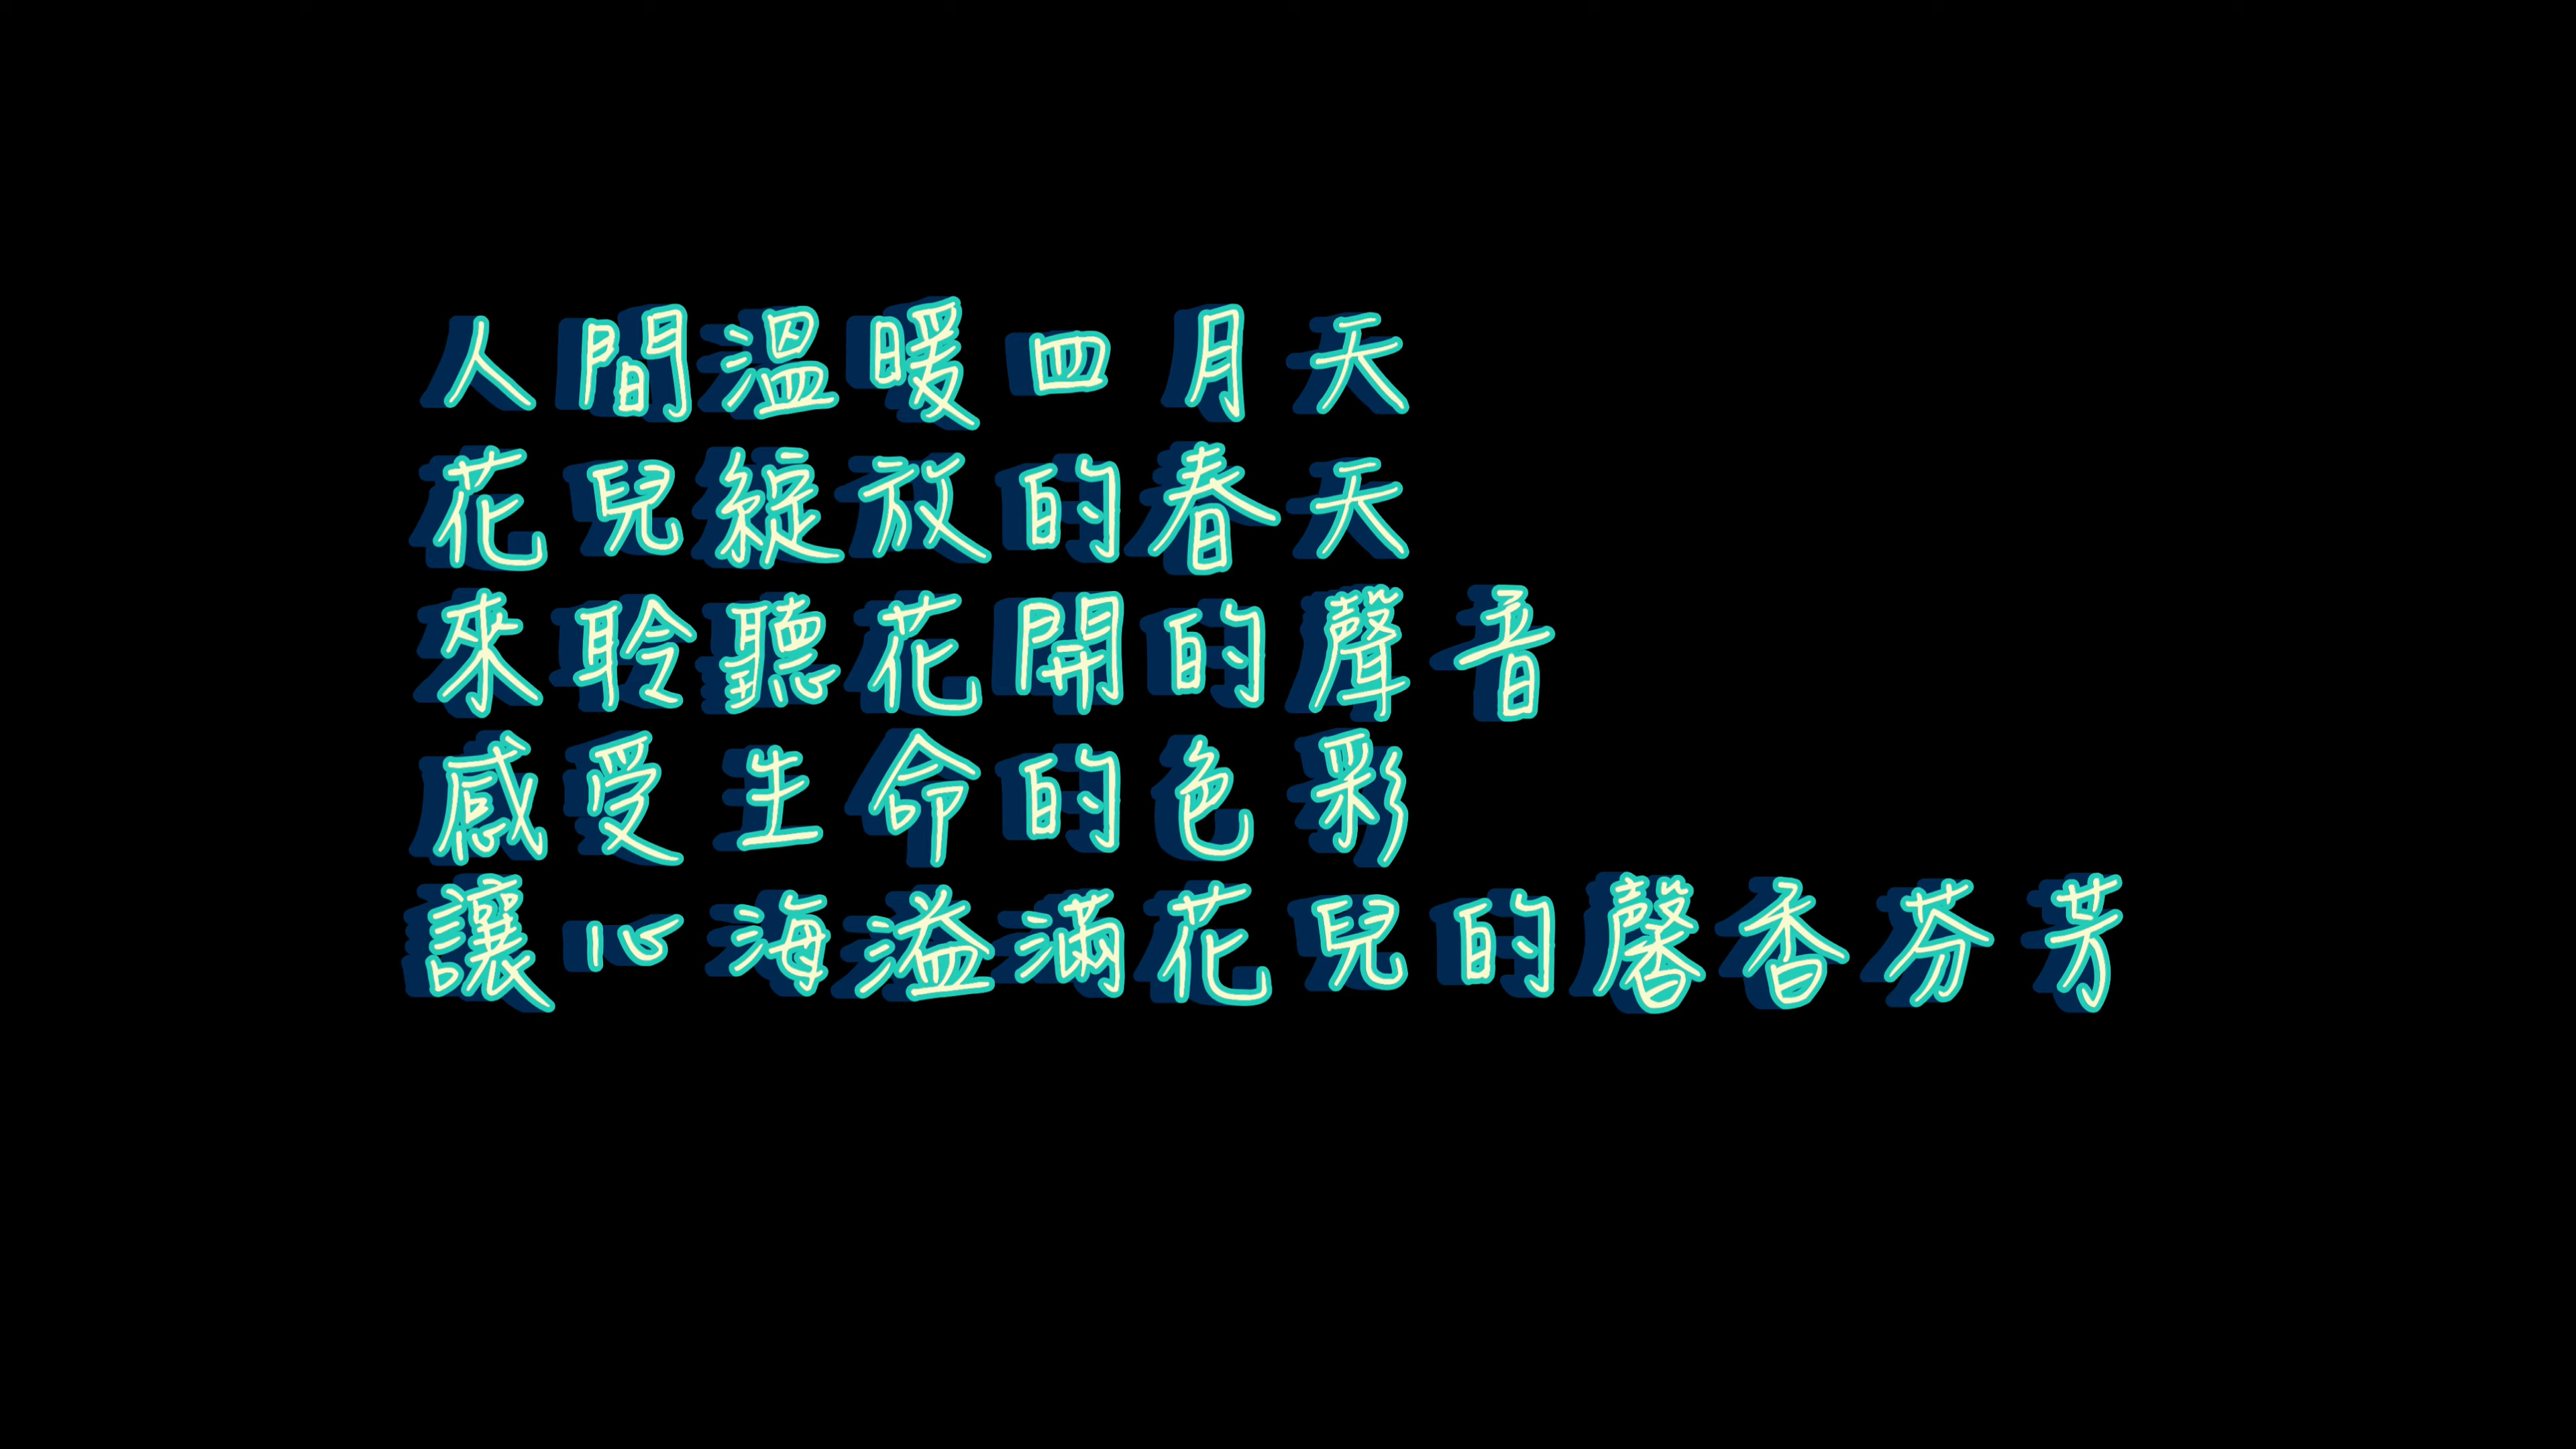 人間溫暖四月天
花兒綻放的春天
來聆聽花開的聲音
感受生命的色彩
讓心海溢滿花兒的馨香芬芳